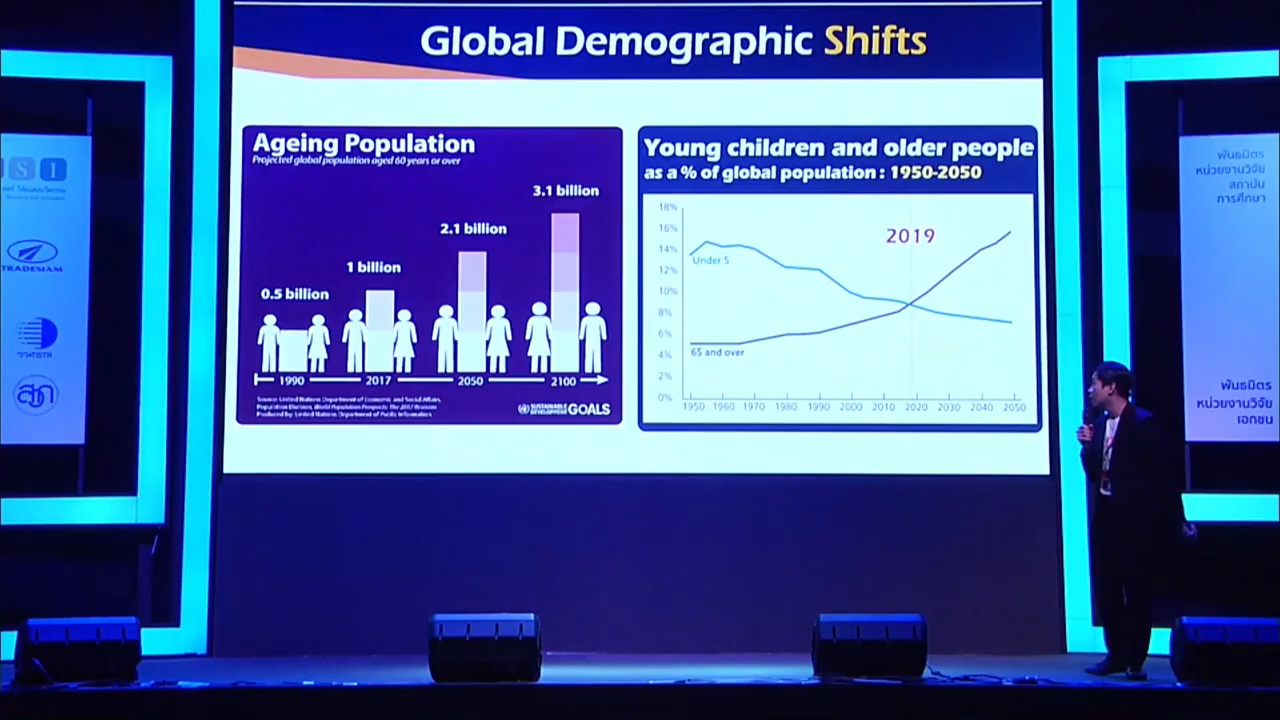 Global Demographic Shifts
Ageing Population
Projected global population aged 60 years or over
0.5 billion
1 billion
2.1 billion
3.1 billion
1990
2017
2050
2100
Source: United Nations Department of Economic and Social Affairs,
Population Division, World Population Prospects: The 2017 Revision
Produced by: United Nations Department of Public Information
SUSTAINABLE
DEVELOPMENT
GOALS
Young children and older people
as a % of global population : 1950-2050
18%
16%
14%
12%
10%
8%
6%
4%
2%
0%
2019
Under 5
65 and over
1950 1960 1970 1980 1990 2000 2010 2020 2030 2040 2050
S I
TRADESIAM
สนท
พันธมิตร
หน่วยงานวิจัย
สถาบัน
การศึกษา
พันธมิตร
หน่วยงานวิจัย
เอกชน